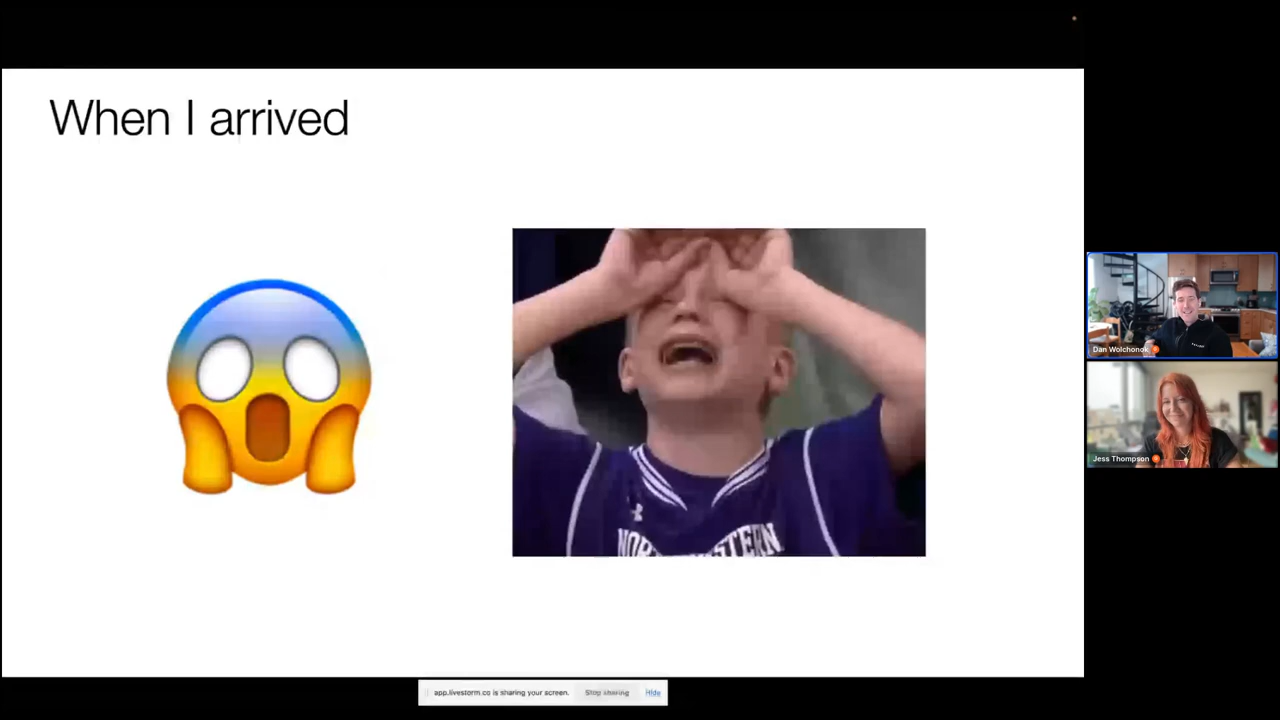 When I arrived
NORTHWESTERN
Dan Wolchonok
Jess Thompson
app.livestorm.co is sharing your screen. Stop sharing Hide